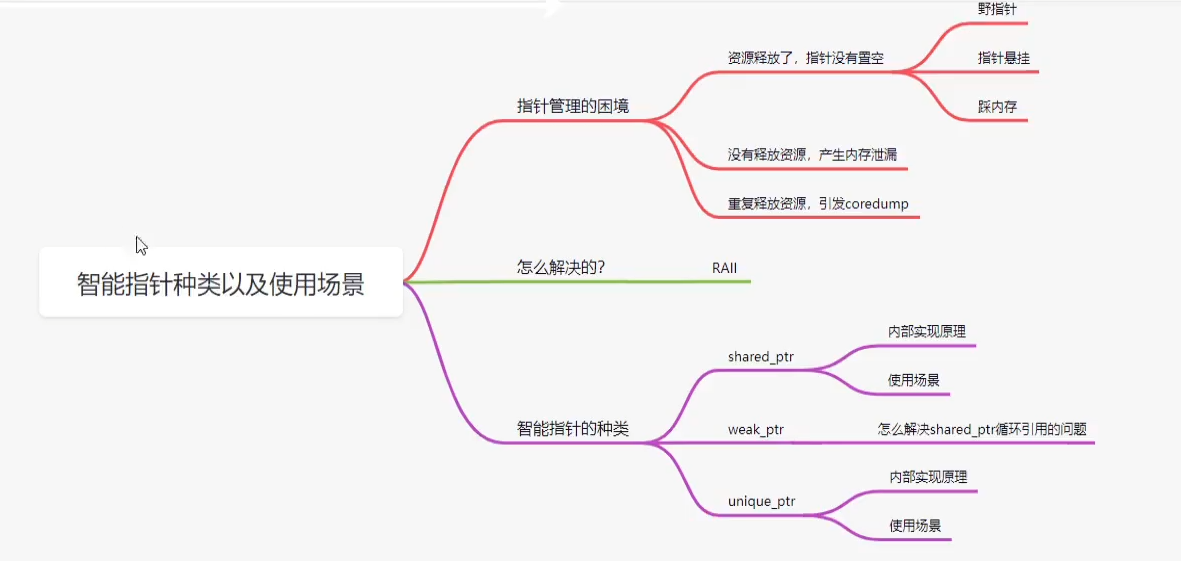 智能指针种类以及使用场景
指针管理的困境
资源释放了，指针没有置空
野指针
指针悬挂
踩内存
没有释放资源，产生内存泄漏
重复释放资源，引发coredump
怎么解决的？
RAII
智能指针的种类
shared_ptr
内部实现原理
使用场景
weak_ptr
怎么解决shared_ptr循环引用的问题
unique_ptr
内部实现原理
使用场景